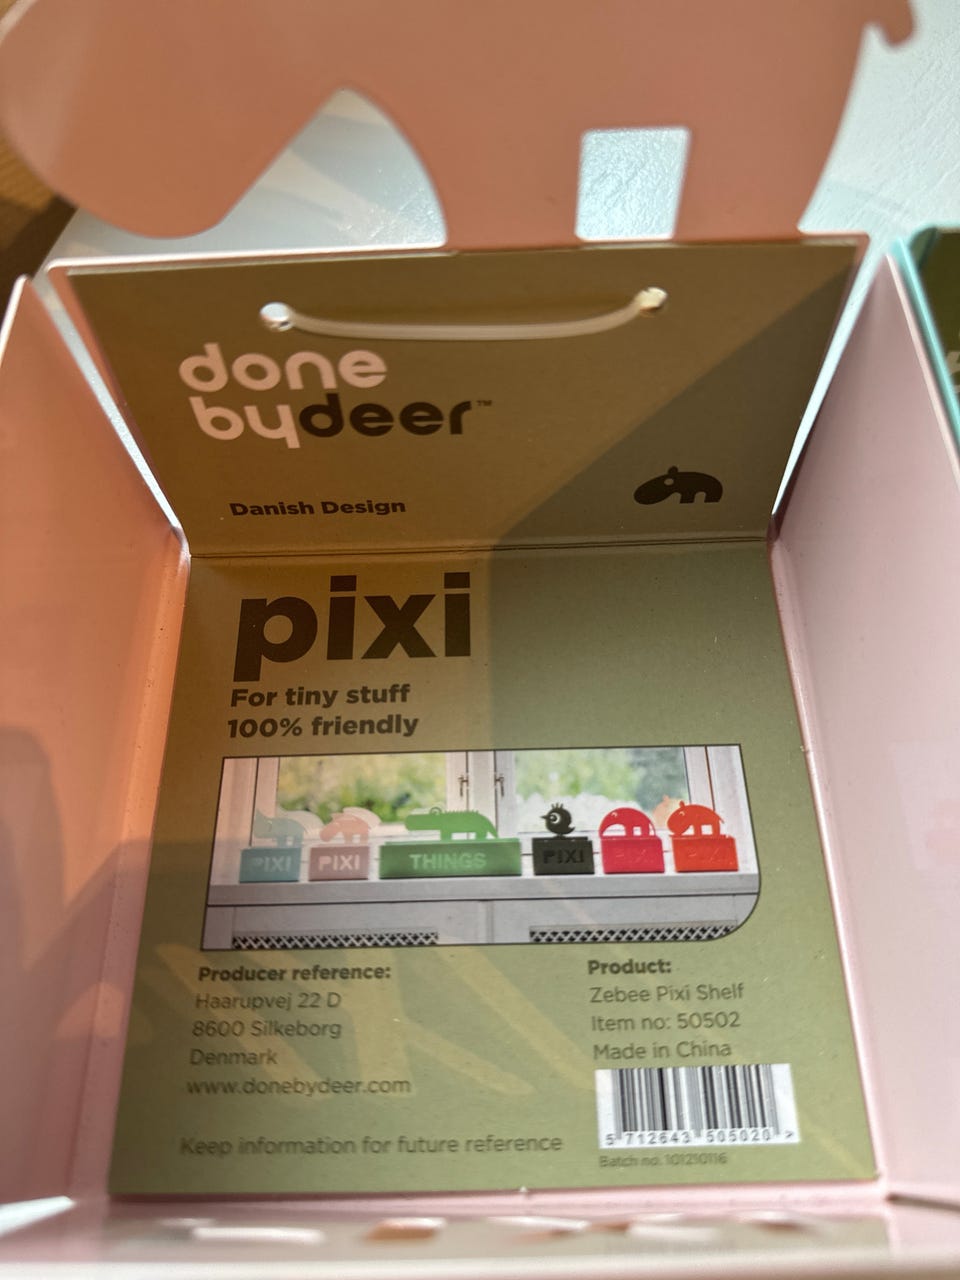 done
bydeer™
Danish Design
pixi
For tiny stuff
100% friendly
PIXI PIXI THINGS PIXI PIXI PIXI
Producer reference:
Haarupvej 22 D
8600 Silkeborg
Denmark
www.donebydeer.com
Keep information for future reference
Product:
Zebee Pixi Shelf
Item no: 50502
Made in China
5 712643 505020 >
Batch no. 101210116